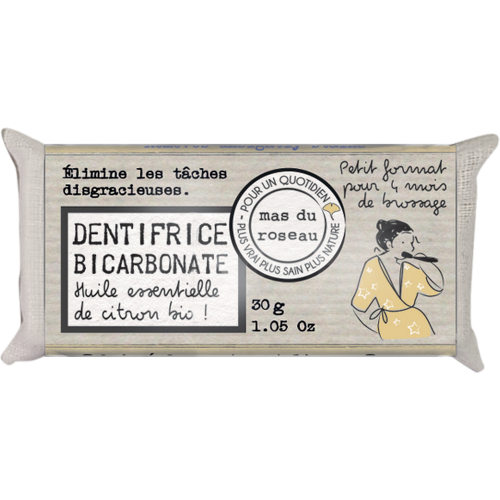 Élimine les tâches
disgracieuses.
Petit format
pour 4 mois
de brossage
POUR UN QUOTIDIEN
mas du
roseau
PLUS VRAI PLUS SAIN PLUS NATURE
DENTIFRICE
BICARBONATE
Huile essentielle
de citron bio !
30 g
1.05 Oz